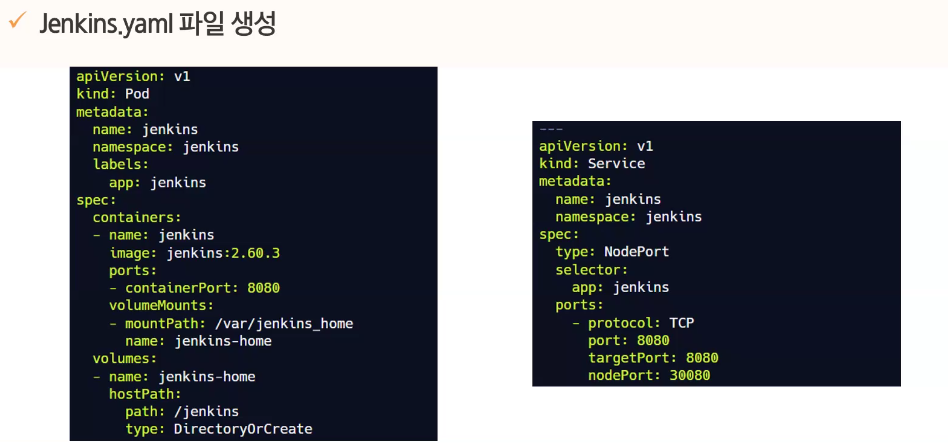 ✓ Jenkins.yaml 파일 생성
apiVersion: v1
kind: Pod
metadata:
  name: jenkins
  namespace: jenkins
  labels:
    app: jenkins
spec:
  containers:
  - name: jenkins
    image: jenkins:2.60.3
    ports:
    - containerPort: 8080
    volumeMounts:
    - mountPath: /var/jenkins_home
      name: jenkins-home
  volumes:
  - name: jenkins-home
    hostPath:
      path: /jenkins
      type: DirectoryOrCreate
---
apiVersion: v1
kind: Service
metadata:
  name: jenkins
  namespace: jenkins
spec:
  type: NodePort
  selector:
    app: jenkins
  ports:
    - protocol: TCP
      port: 8080
      targetPort: 8080
      nodePort: 30080